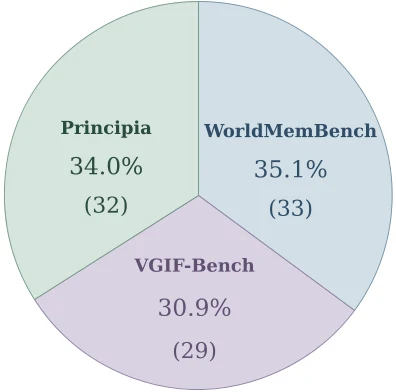 Principia
34.0%
(32)
WorldMemBench
35.1%
(33)
VGIF-Bench
30.9%
(29)